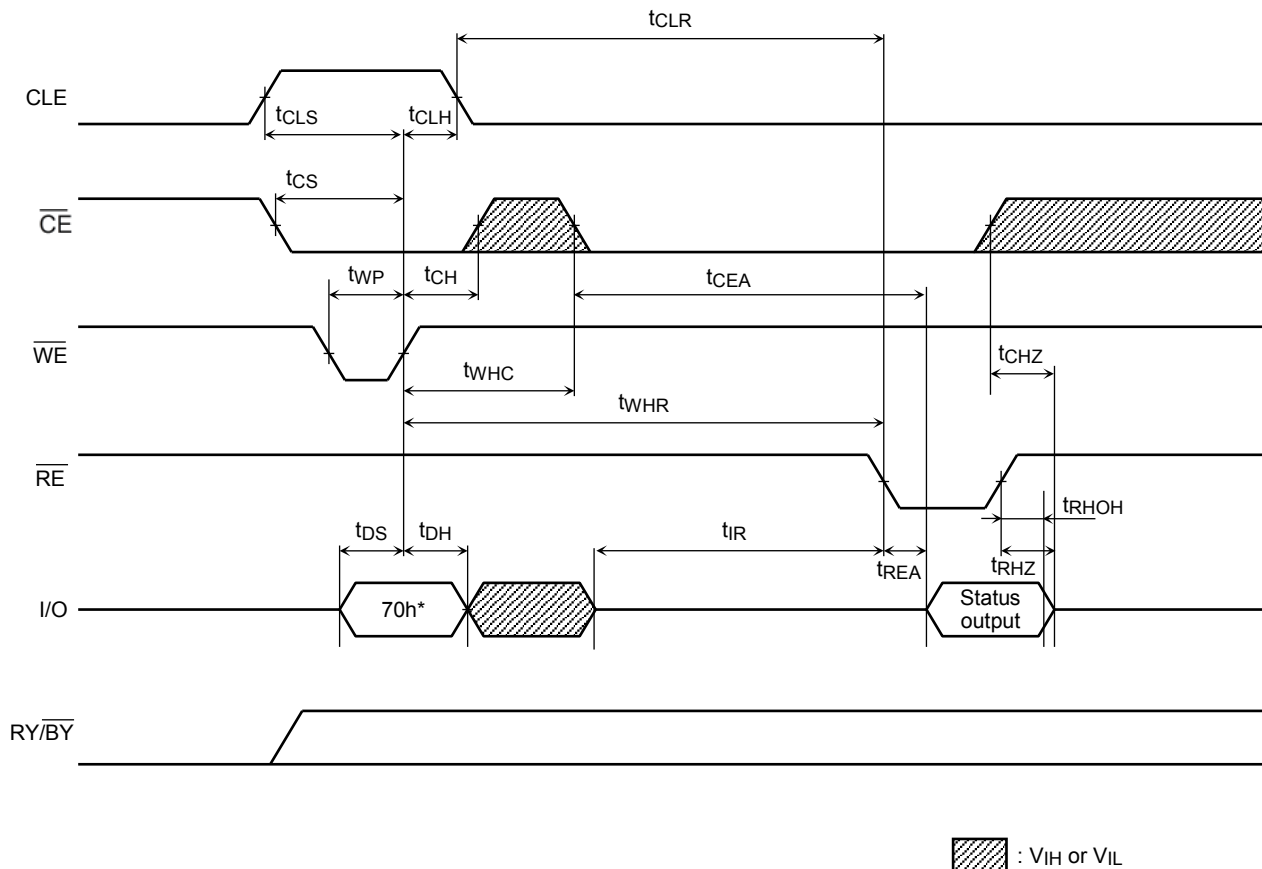 tCLR
CLE
tCLS
tCLH
tCS
CE
tWP
tCH
tCEA
WE
tCHZ
tWHC
tWHR
RE
tRHOH
tDS
tDH
tIR
tREA
tRHZ
I/O
70h*
Status
output
RY/BY
: VIH or VIL